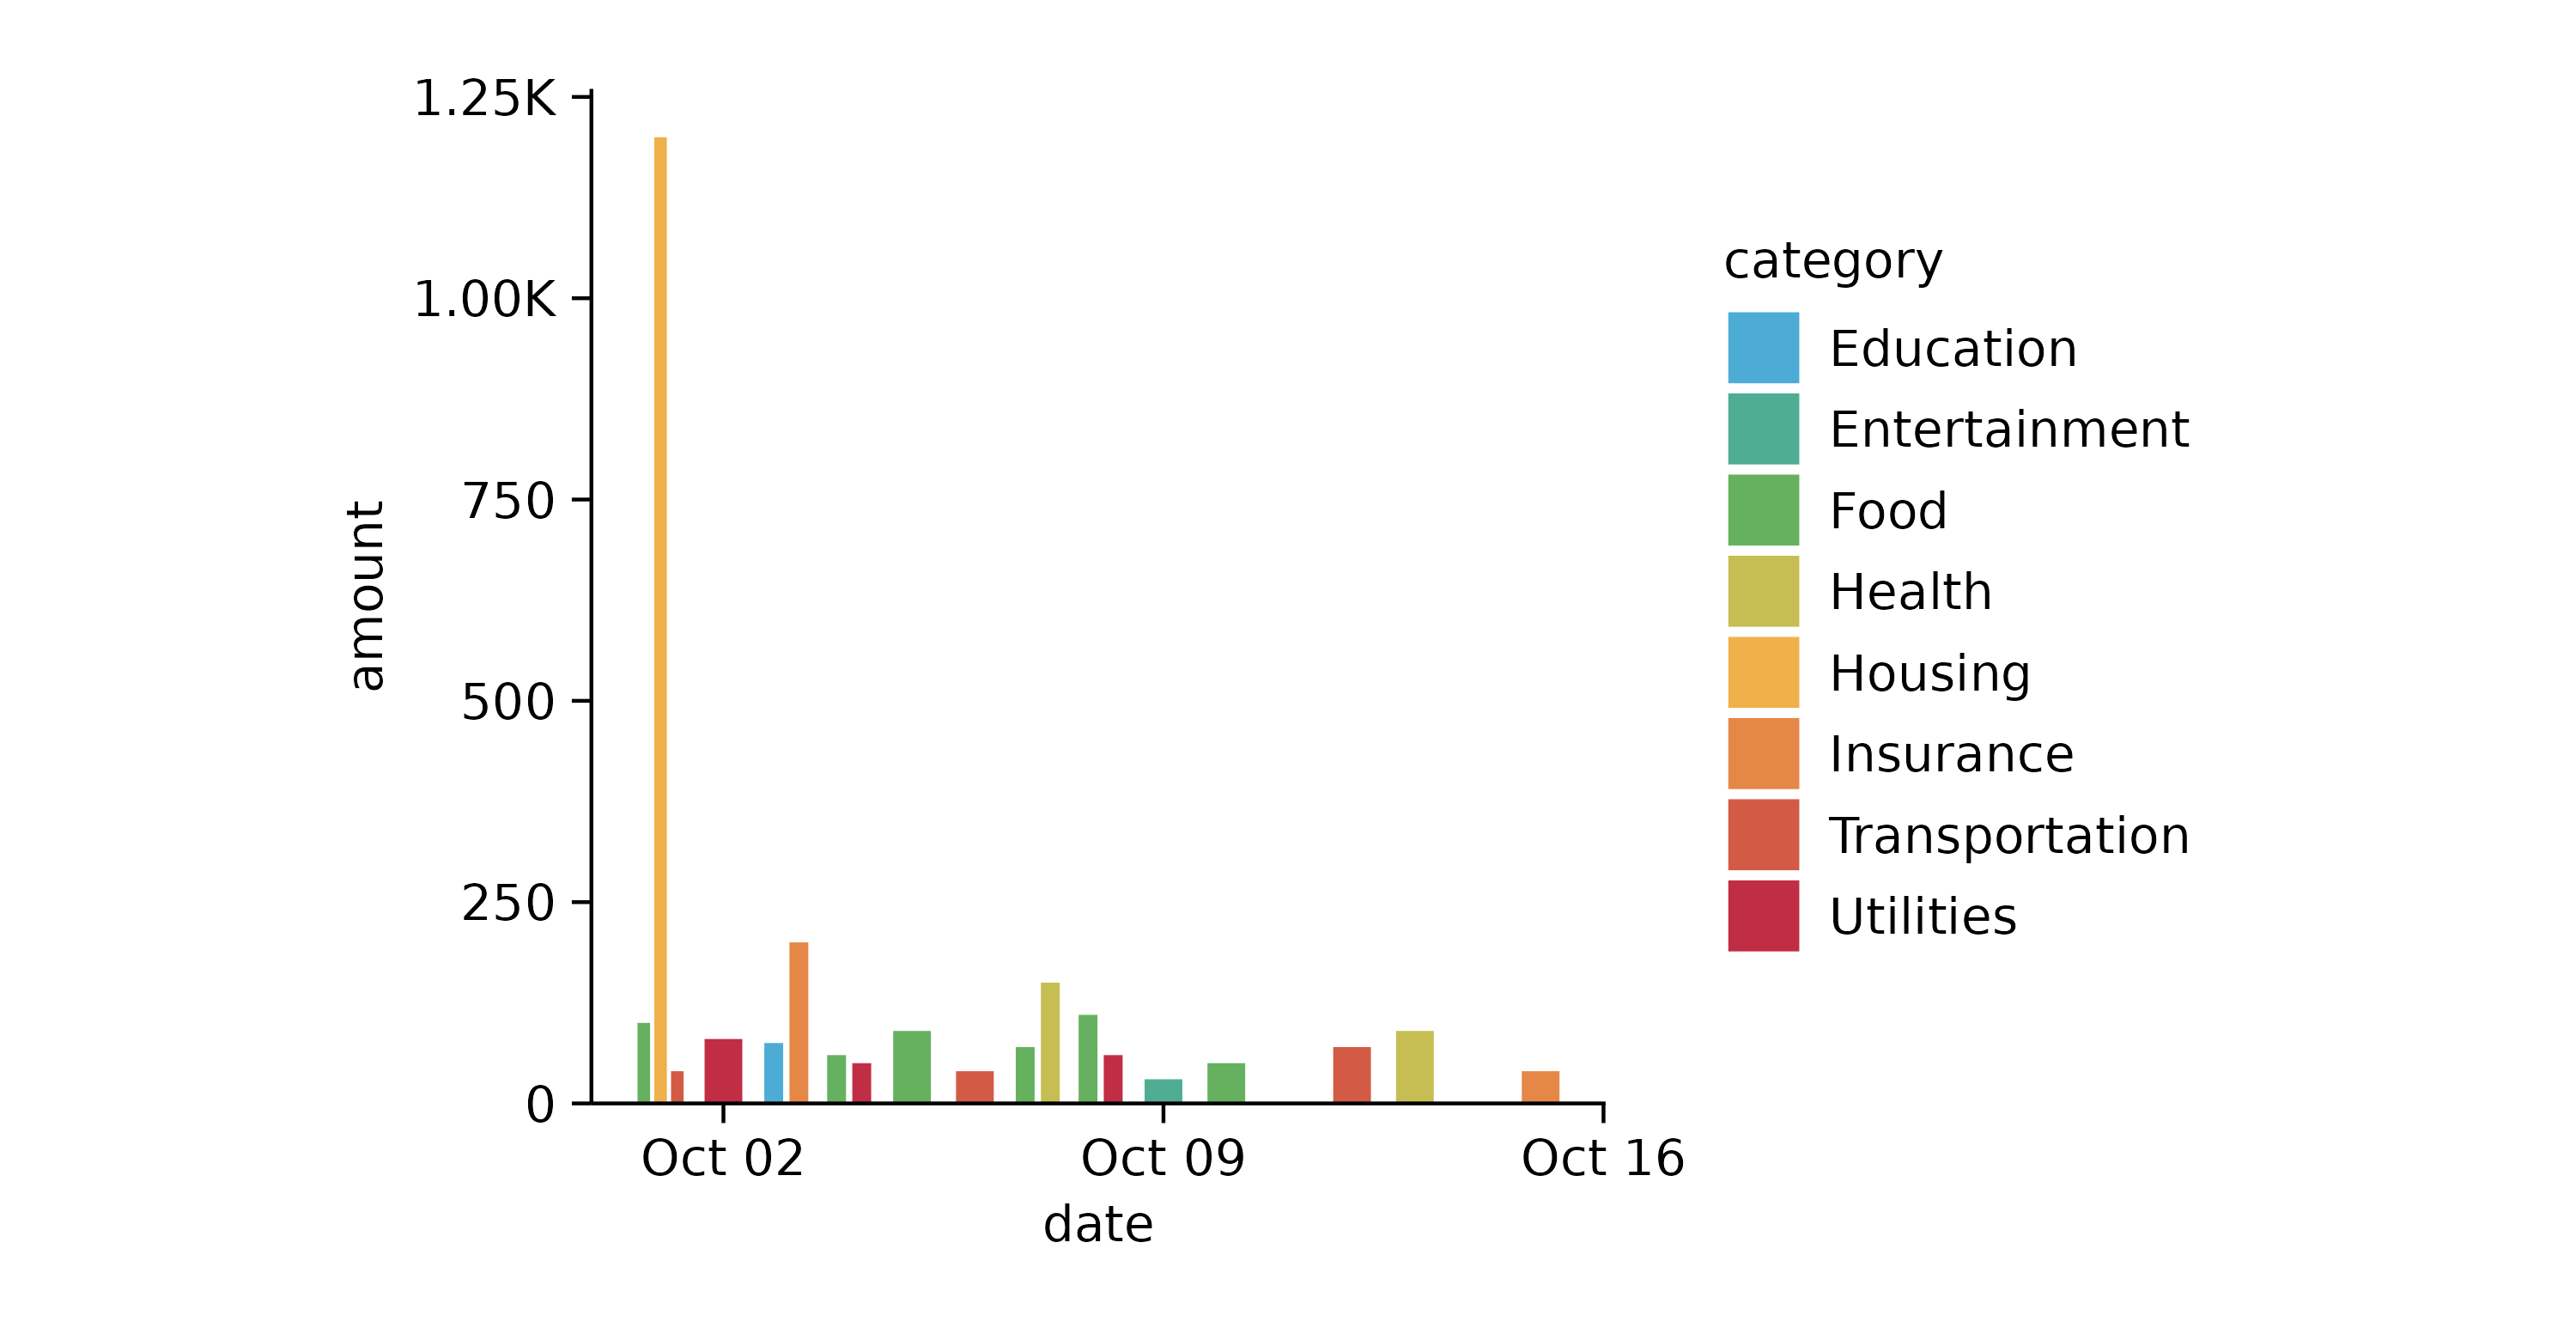 1.25K
1.00K
750
500
250
0
amount
Oct 02
Oct 09
Oct 16
date
category
Education
Entertainment
Food
Health
Housing
Insurance
Transportation
Utilities